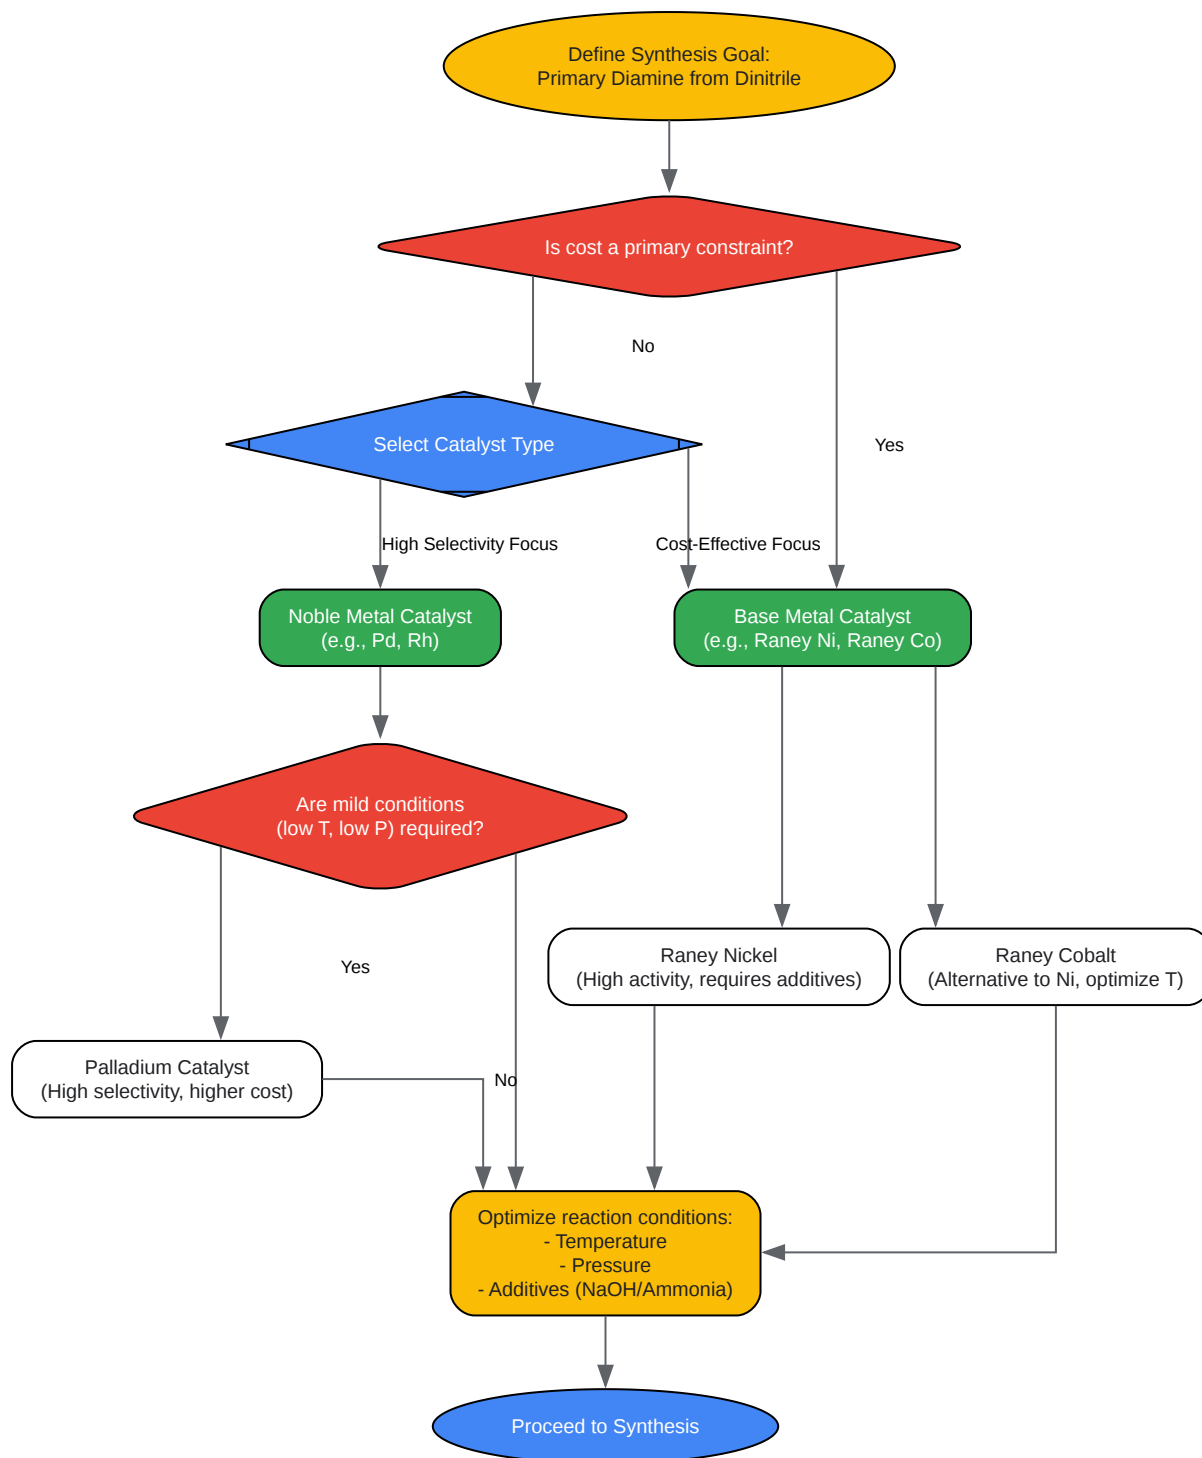 Define Synthesis Goal:
Primary Diamine from Dinitrile
Is cost a primary constraint?
No
Select Catalyst Type
Yes
High Selectivity Focus
Cost-Effective Focus
Noble Metal Catalyst
(e.g., Pd, Rh)
Base Metal Catalyst
(e.g., Raney Ni, Raney Co)
Are mild conditions
(low T, low P) required?
Yes
Raney Nickel
(High activity, requires additives)
Raney Cobalt
(Alternative to Ni, optimize T)
Palladium Catalyst
(High selectivity, higher cost)
No
Optimize reaction conditions:
- Temperature
- Pressure
- Additives (NaOH/Ammonia)
Proceed to Synthesis